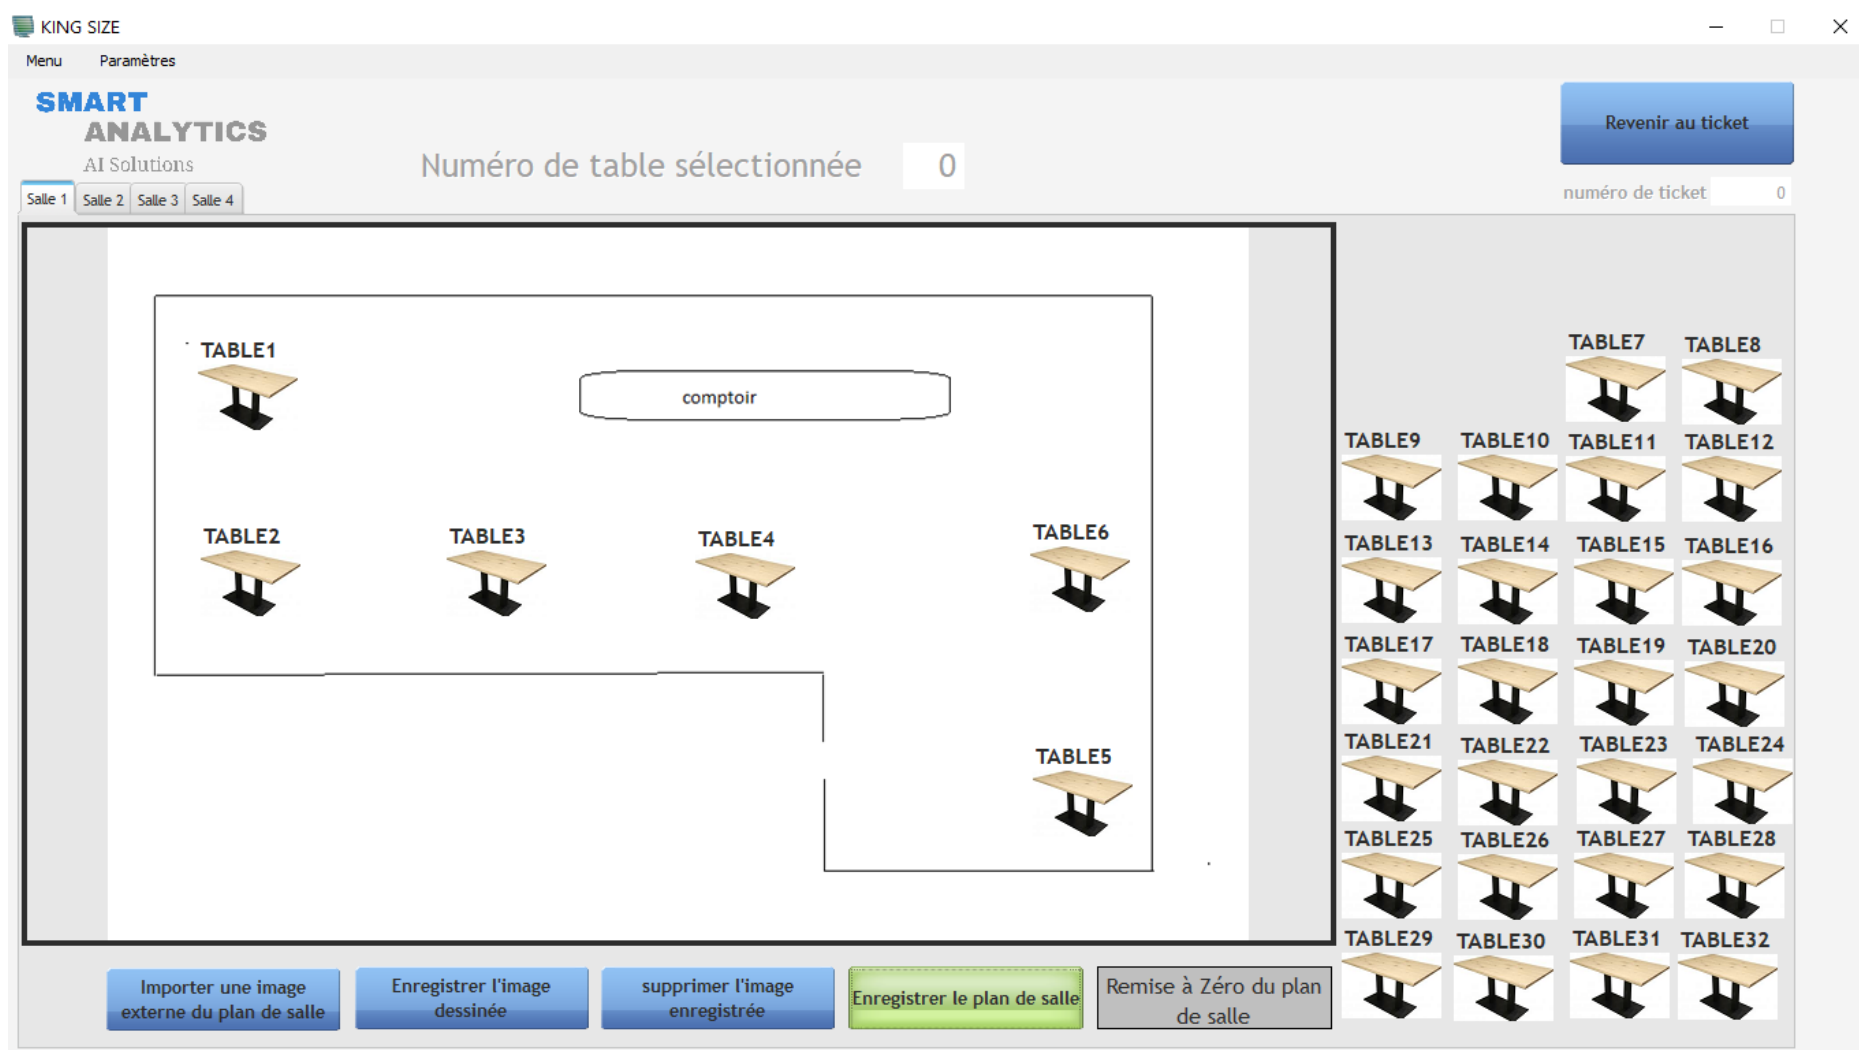 KING SIZE
Menu Paramètres
SMART
ANALYTICS
AI Solutions
Numéro de table sélectionnée 0
Revenir au ticket
numéro de ticket 0
Salle 1 Salle 2 Salle 3 Salle 4
TABLE1
comptoir
TABLE2 TABLE3 TABLE4 TABLE6
TABLE5
TABLE7 TABLE8
TABLE9 TABLE10 TABLE11 TABLE12
TABLE13 TABLE14 TABLE15 TABLE16
TABLE17 TABLE18 TABLE19 TABLE20
TABLE21 TABLE22 TABLE23 TABLE24
TABLE25 TABLE26 TABLE27 TABLE28
TABLE29 TABLE30 TABLE31 TABLE32
Importer une image
externe du plan de salle
Enregistrer l'image
dessinée
supprimer l'image
enregistrée
Enregistrer le plan de salle
Remise à Zéro du plan
de salle